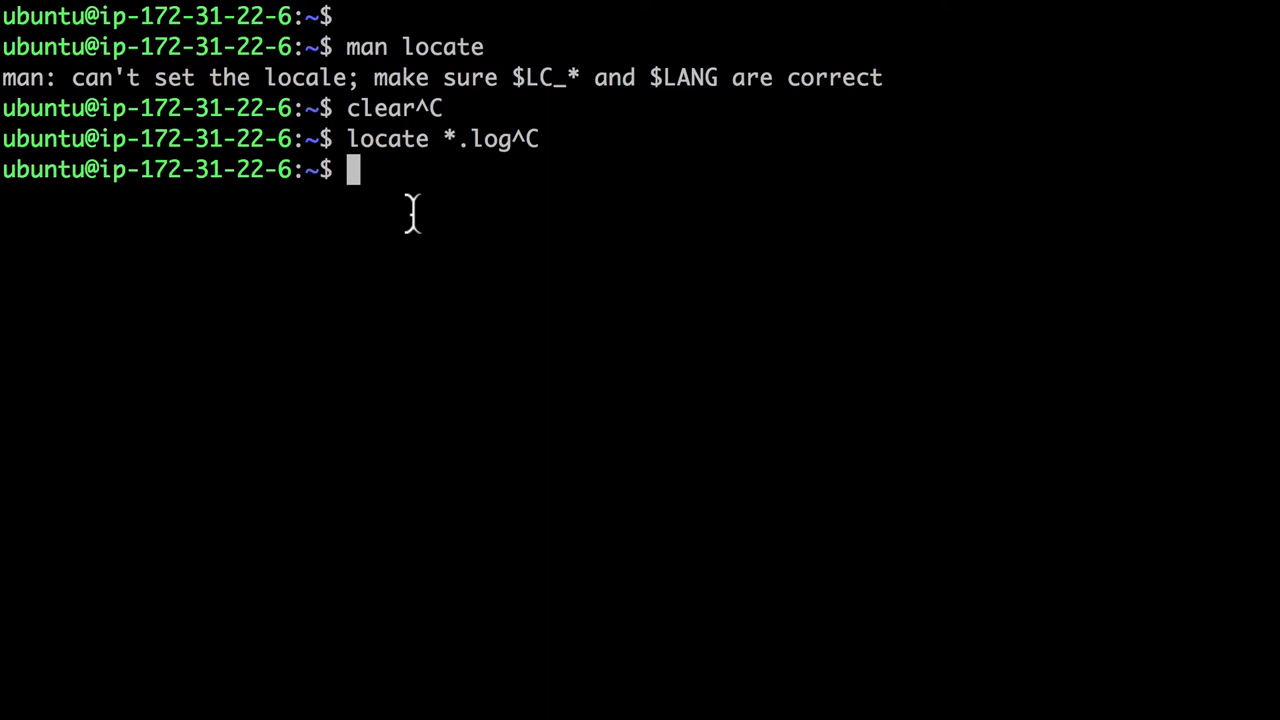 ubuntu@ip-172-31-22-6:~$
ubuntu@ip-172-31-22-6:~$ man locate
man: can't set the locale; make sure $LC_* and $LANG are correct
ubuntu@ip-172-31-22-6:~$ clear^C
ubuntu@ip-172-31-22-6:~$ locate *.log^C
ubuntu@ip-172-31-22-6:~$